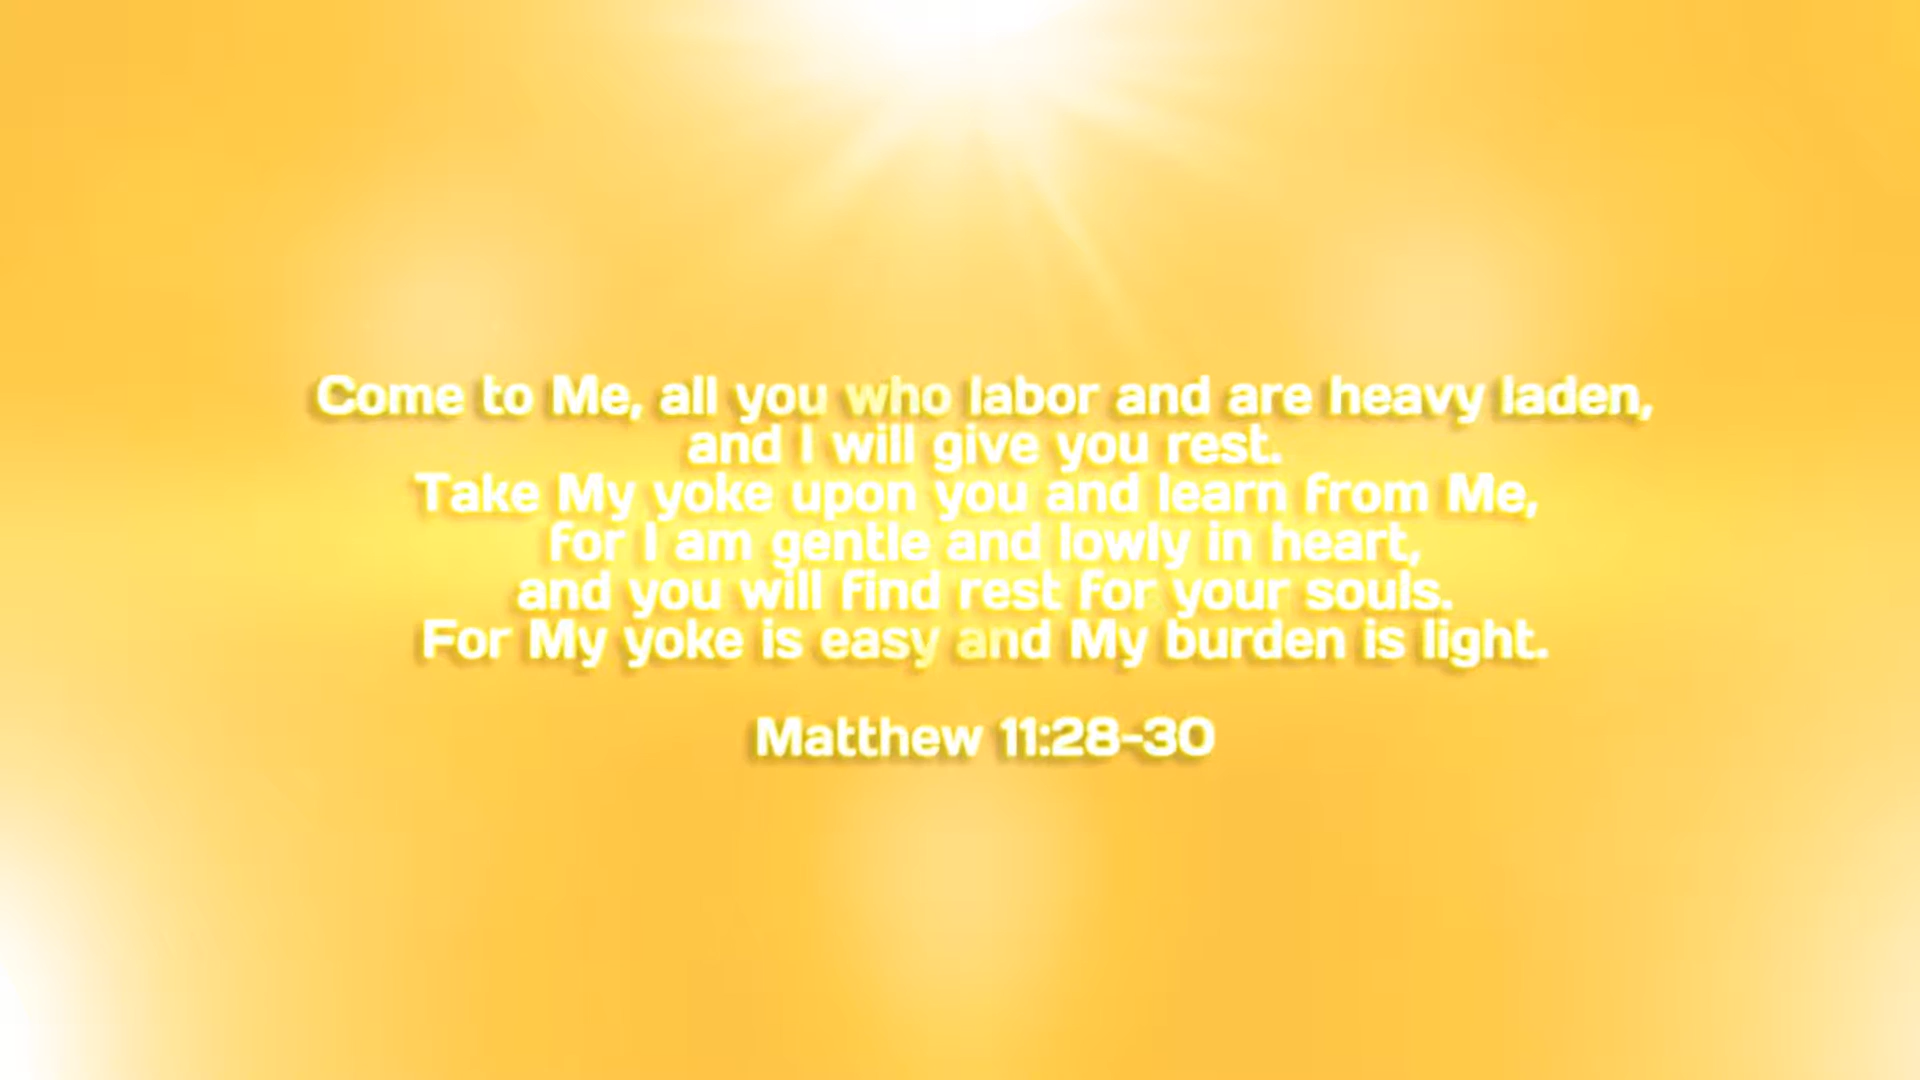 Come to Me, all you who labor and are heavy laden,
and I will give you rest.
Take My yoke upon you and learn from Me,
for I am gentle and lowly in heart,
and you will find rest for your souls.
For My yoke is easy and My burden is light.
Matthew 11:28-30